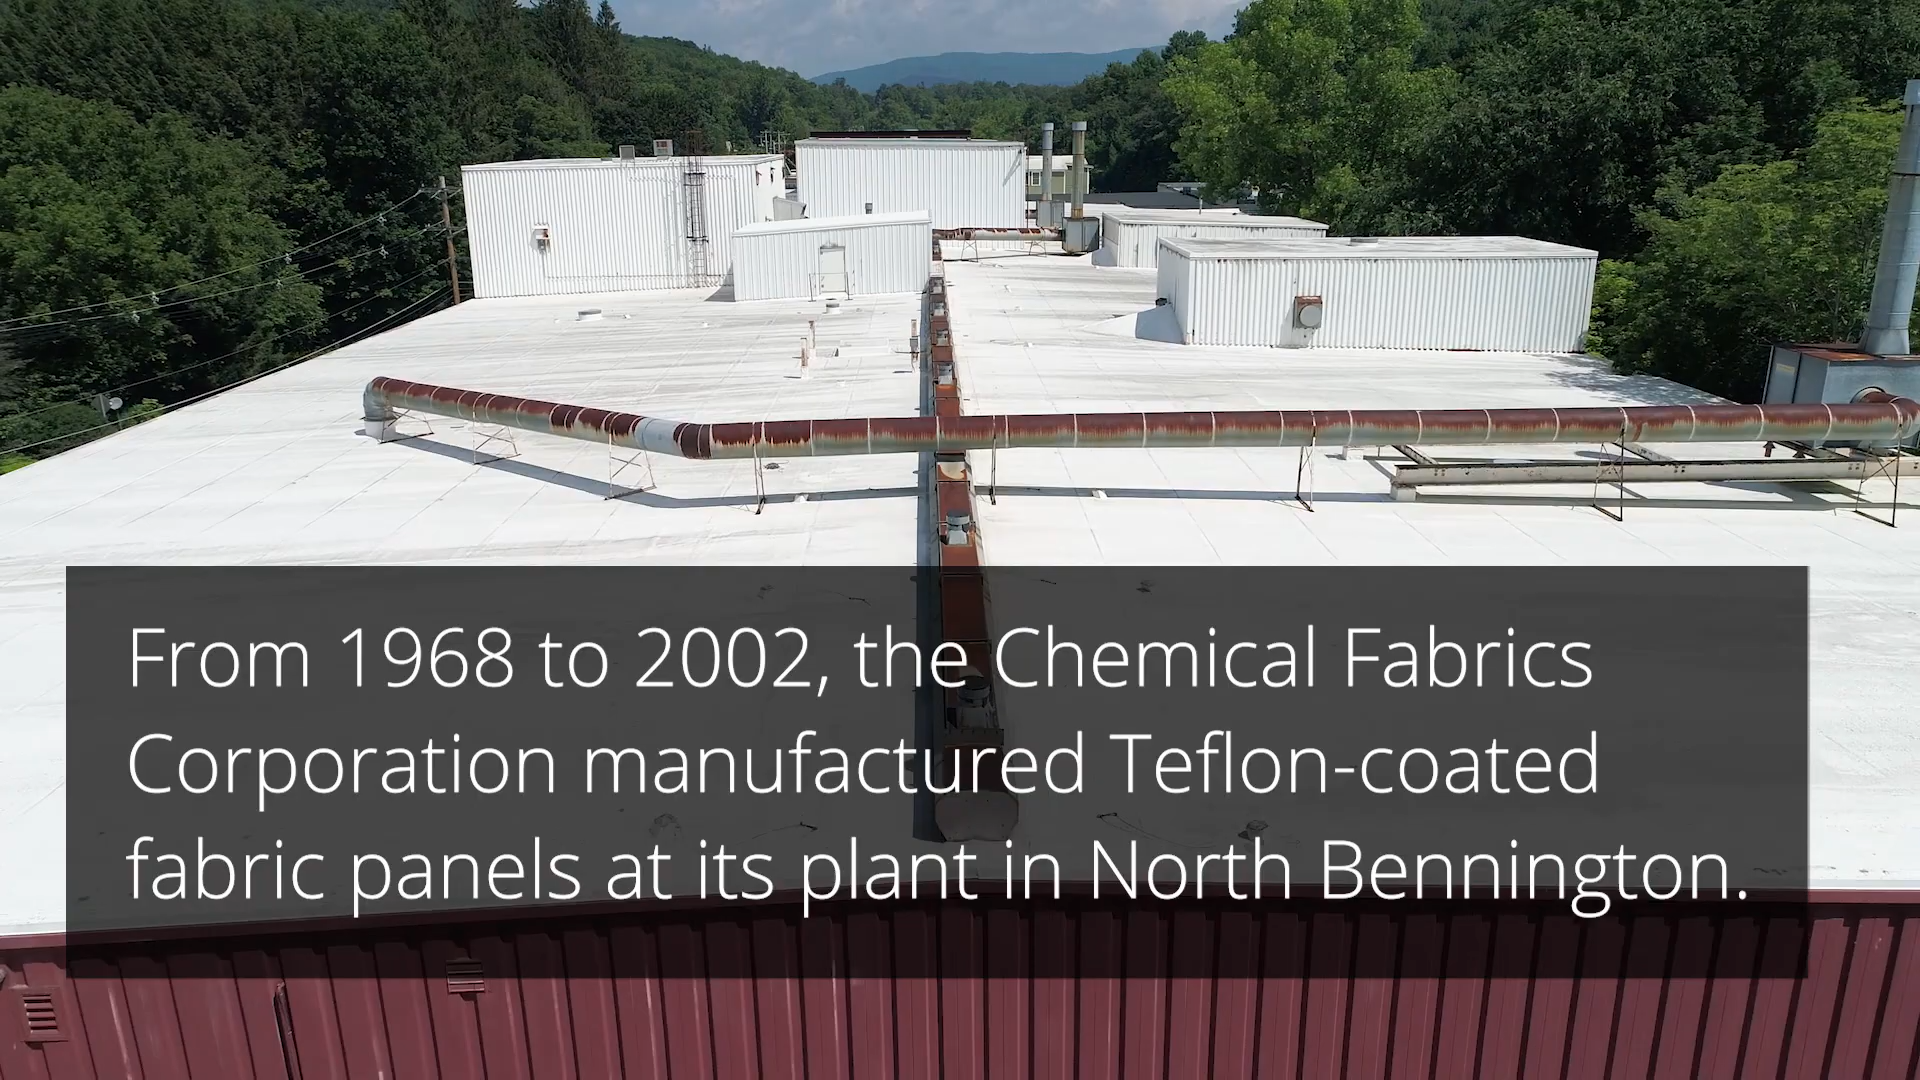 From 1968 to 2002, the Chemical Fabrics
Corporation manufactured Teflon-coated
fabric panels at its plant in North Bennington.